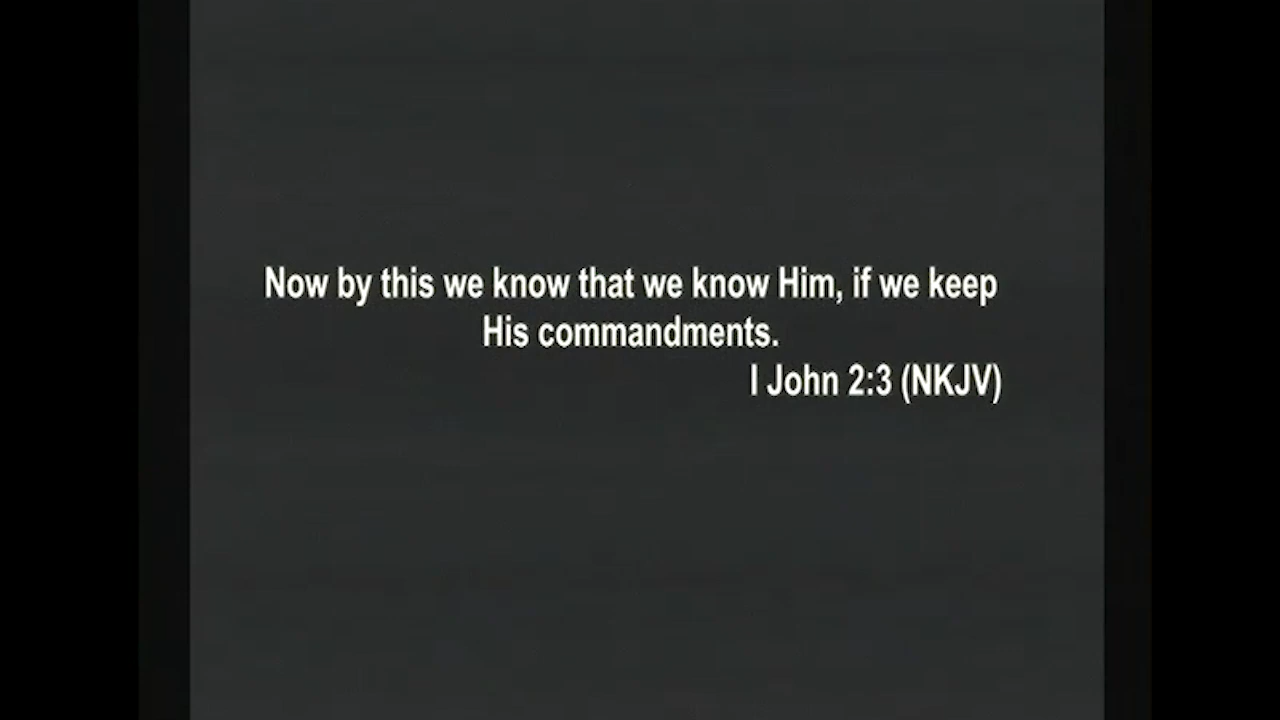 Now by this we know that we know Him, if we keep
His commandments.
I John 2:3 (NKJV)